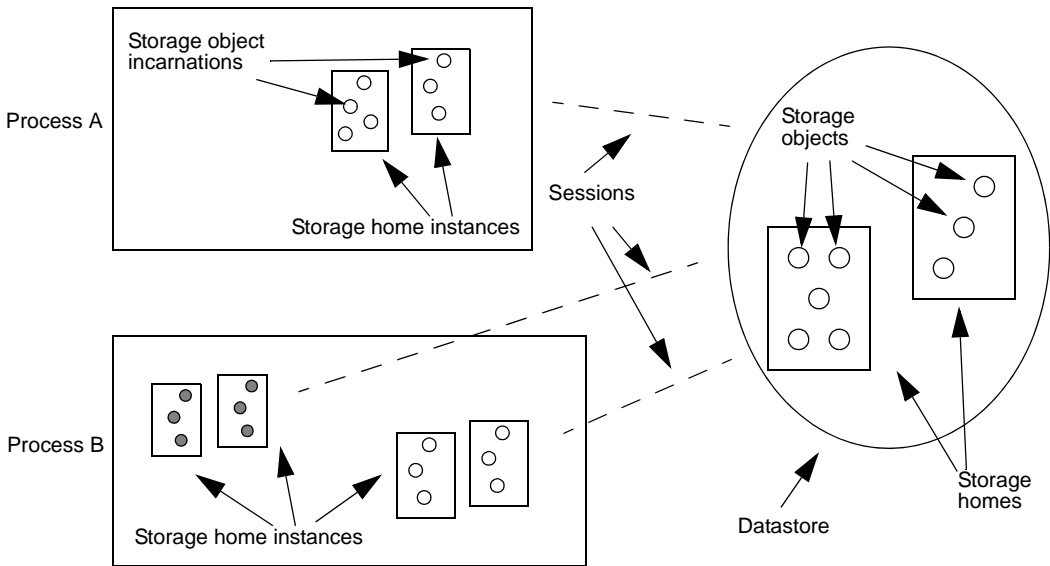 Storage object
incarnations
Process A
Storage home instances
Sessions
Storage
objects
Process B
Storage home instances
Datastore
Storage
homes